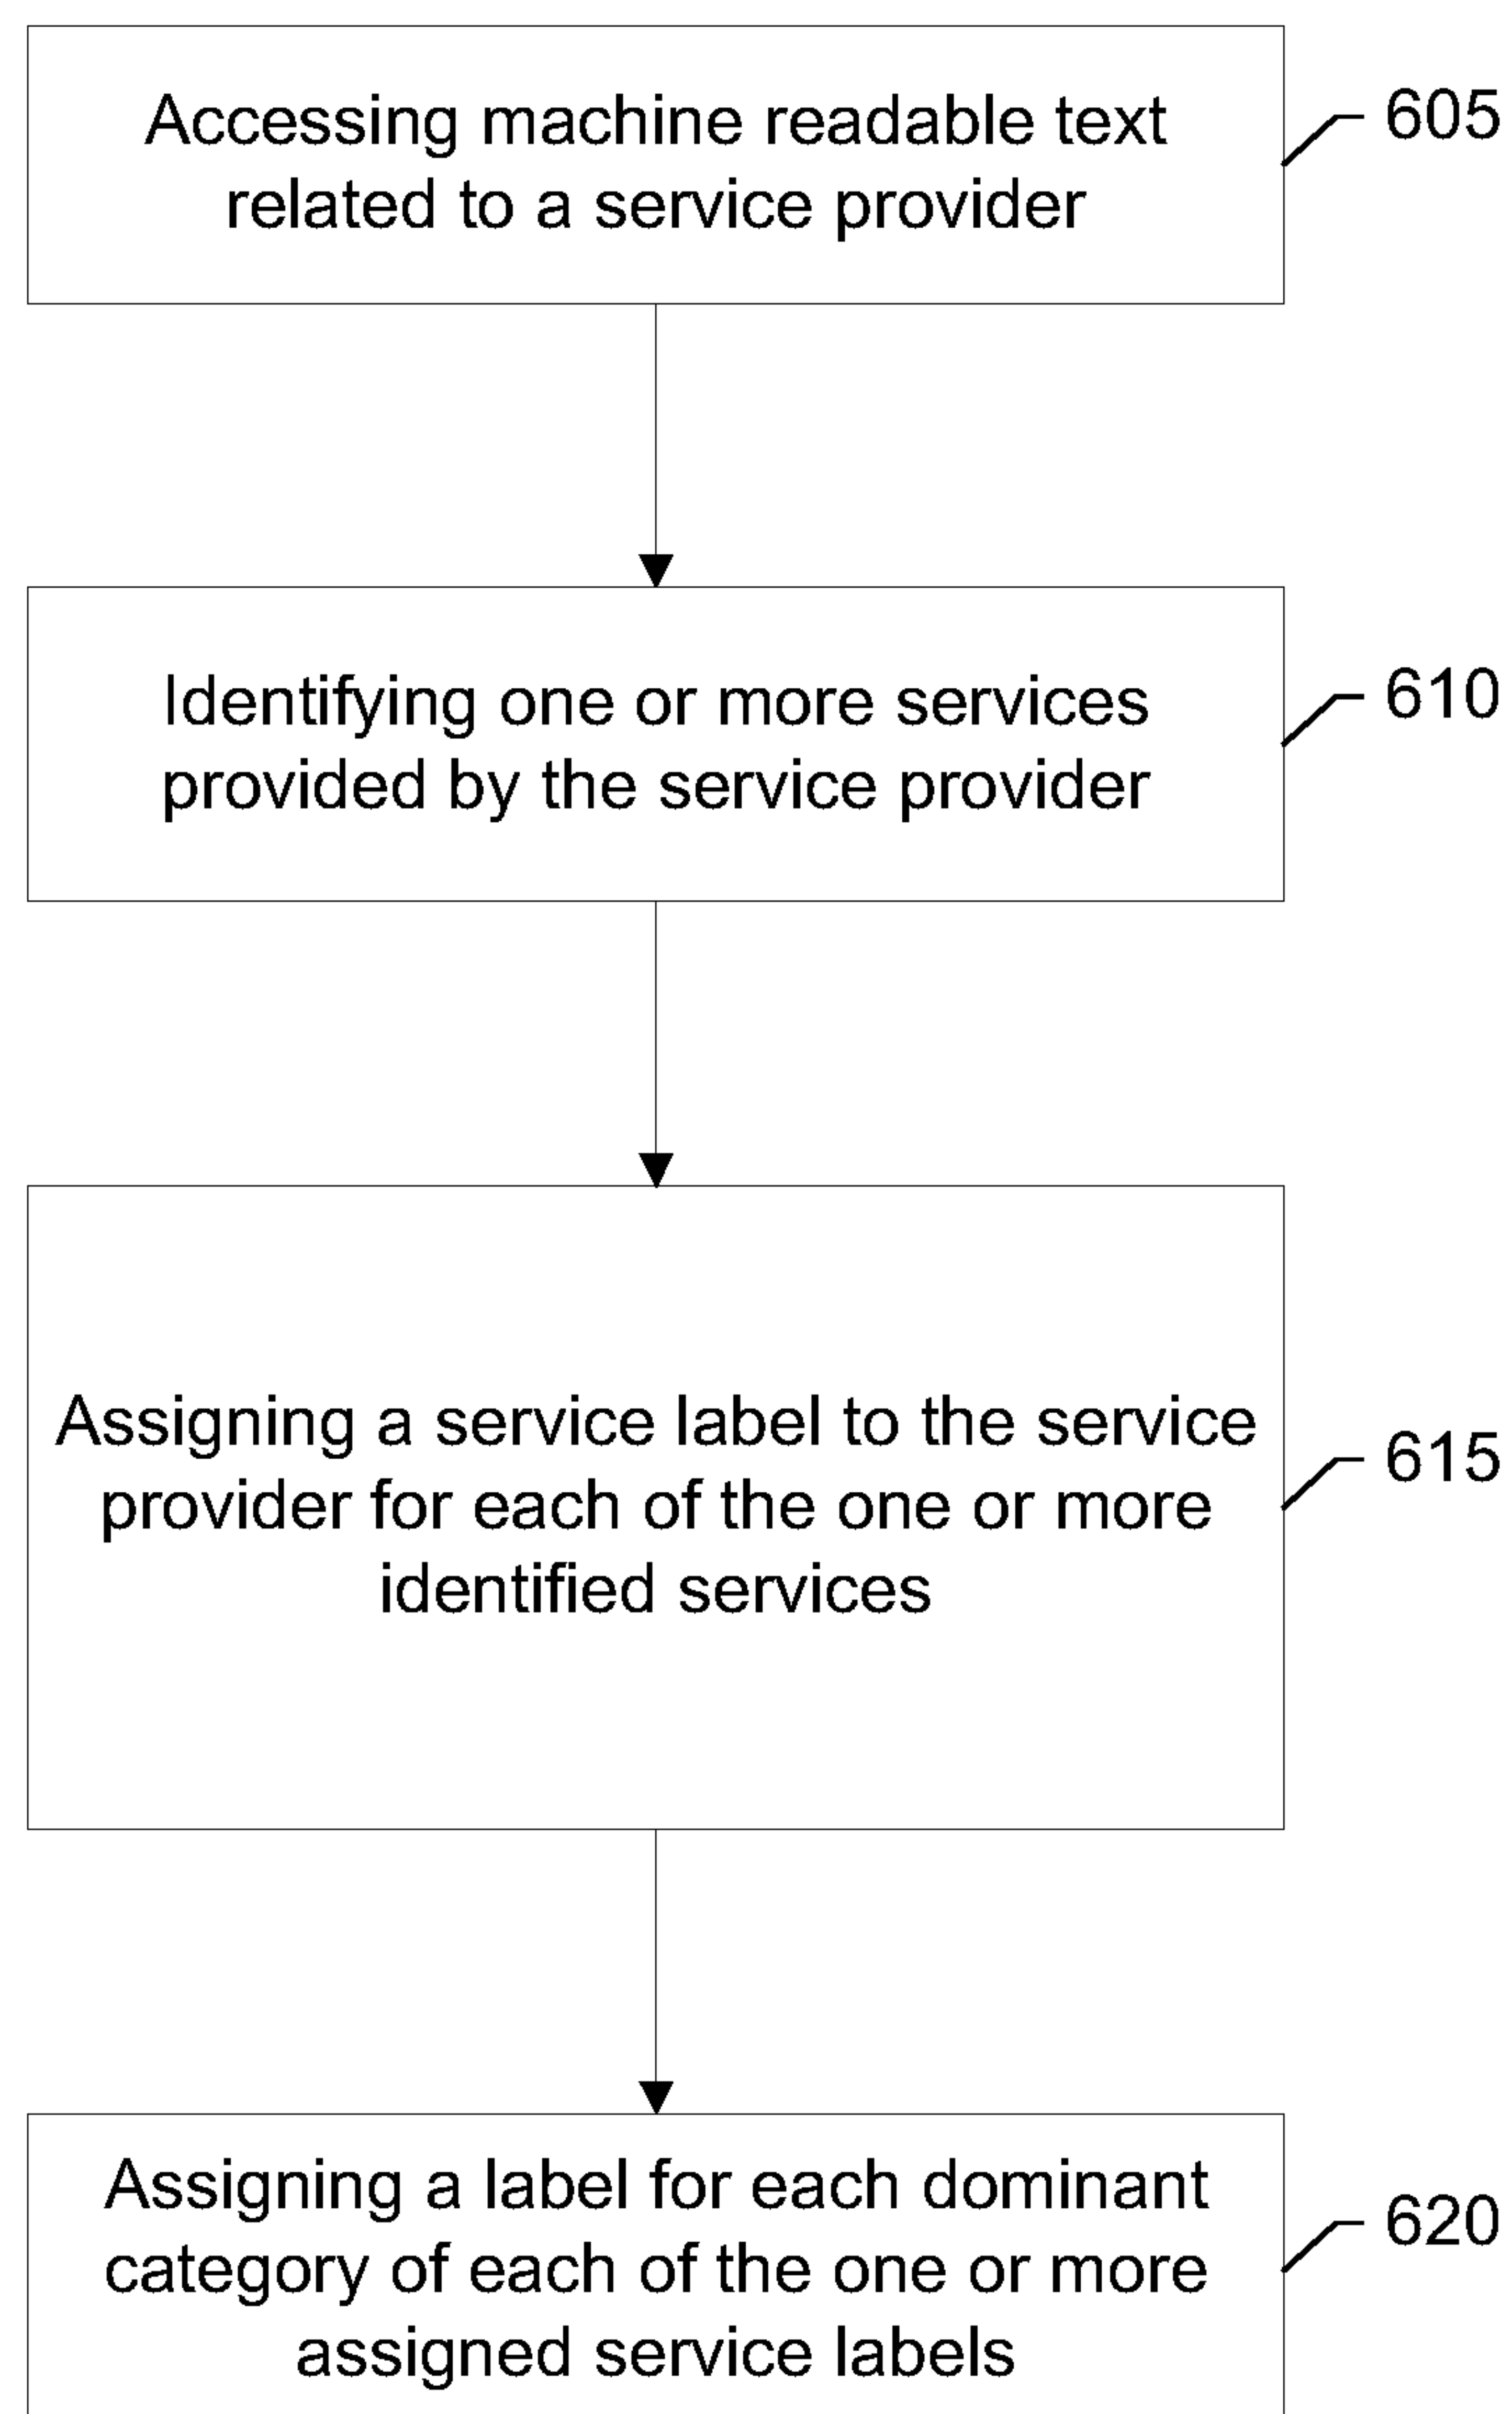 Accessing machine readable text
related to a service provider
605
Identifying one or more services
provided by the service provider
610
Assigning a service label to the service
provider for each of the one or more
identified services
615
Assigning a label for each dominant
category of each of the one or more
assigned service labels
620